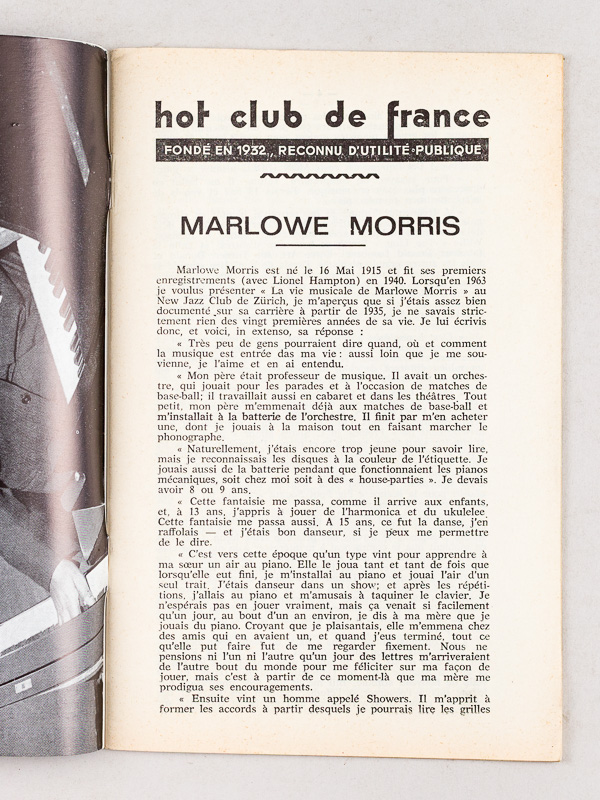 hot club de france
FONDÉ EN 1932, RECONNU D'UTILITÉ PUBLIQUE
MARLOWE MORRIS
Marlowe Morris est né le 16 Mai 1915 et fit ses premiers
enregistrements (avec Lionel Hampton) en 1940. Lorsqu'en 1963
je voulus présenter « La vie musicale de Marlowe Morris » au
New Jazz Club de Zürich, je m'aperçus que si j'étais assez bien
documenté sur sa carrière à partir de 1935, je ne savais stric-
tement rien des vingt premières années de sa vie. Je lui écrivis
donc, et voici, in extenso, sa réponse :
« Très peu de gens pourraient dire quand, où et comment
la musique est entrée das ma vie : aussi loin que je me sou-
vienne, je l'aime et en ai entendu.
« Mon père était professeur de musique. Il avait un orches-
tre, qui jouait pour les parades et à l'occasion de matches de
base-ball; il travaillait aussi en cabaret et dans les théâtres. Tout
petit, mon père m'emmenait déjà aux matches de base-ball et
m'installait à la batterie de l'orchestre. Il finit par m'en acheter
une, dont je jouais à la maison tout en faisant marcher le
phonographe.
« Naturellement, j'étais encore trop jeune pour savoir lire,
mais je reconnaissais les disques à la couleur de l'étiquette. Je
jouais aussi de la batterie pendant que fonctionnaient les pianos
mécaniques, soit chez moi soit à des « house-parties ». Je devais
avoir 8 ou 9 ans.
« Cette fantaisie me passa, comme il arrive aux enfants,
et, à 13 ans, j'appris à jouer de l'harmonica et du ukulelee.
Cette fantaisie me passa aussi. A 15 ans, ce fut la danse, j'en
raffolais — et j'étais bon danseur, si je peux me permettre
de le dire.
« C'est vers cette époque qu'un type vint pour apprendre à
ma sœur un air au piano. Elle le joua tant et tant de fois que
lorsqu'elle eut fini, je m'installai au piano et jouai l'air d'un
seul trait. J'étais danseur dans un show; et après les répéti-
tions, j'allais au piano et m'amusais à taquiner le clavier. Je
n'espérais pas en jouer vraiment, mais ça venait si facilement
qu'un jour, au bout d'un an environ, je dis à ma mère que je
jouais du piano. Croyant que je plaisantais, elle m'emmena chez
des amis qui en avaient un, et quand j'eus terminé, tout ce
qu'elle put faire fut de me regarder fixement. Nous ne
pensions ni l'un ni l'autre qu'un jour des lettres m'arriveraient
de l'autre bout du monde pour me féliciter sur ma façon de
jouer, mais c'est à partir de ce moment-là que ma mère me
prodigua ses encouragements.
« Ensuite vint un homme appelé Showers. Il m'apprit à
former les accords à partir desquels je pourrais lire les grilles